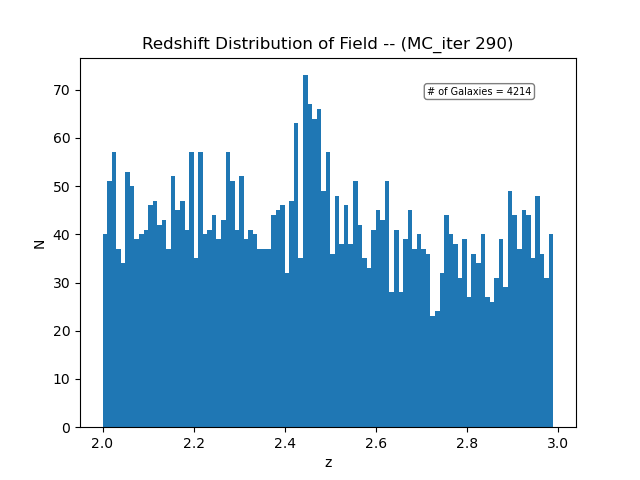 Redshift Distribution of Field -- (MC_iter 290)
# of Galaxies = 4214
N
70
60
50
40
30
20
10
0
2.0 2.2 2.4 2.6 2.8 3.0
z